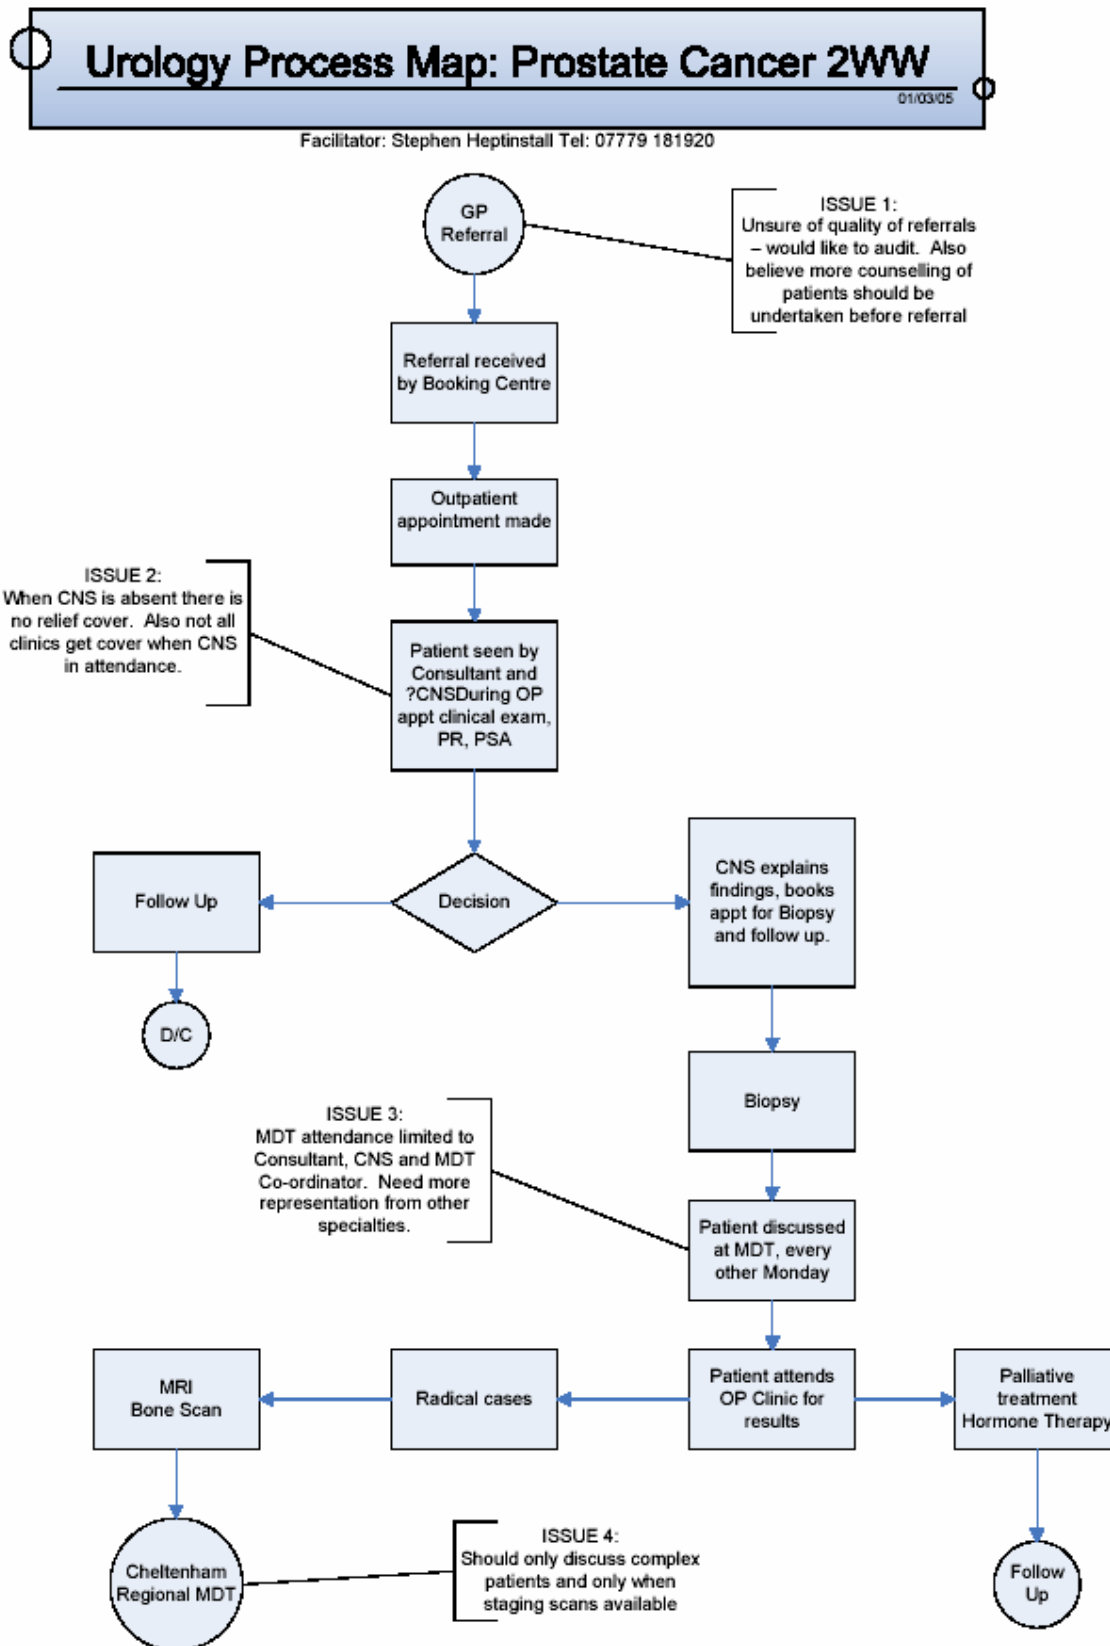 Urology Process Map: Prostate Cancer 2WW
01/03/05
Facilitator: Stephen Heptinstall Tel: 07779 181920
GP
Referral
ISSUE 1:
Unsure of quality of referrals
– would like to audit. Also
believe more counselling of
patients should be
undertaken before referral
Referral received
by Booking Centre
Outpatient
appointment made
ISSUE 2:
When CNS is absent there is
no relief cover. Also not all
clinics get cover when CNS
in attendance.
Patient seen by
Consultant and
?CNSDuring OP
appt clinical exam,
PR, PSA
Follow Up
Decision
CNS explains
findings, books
appt for Biopsy
and follow up.
D/C
Biopsy
ISSUE 3:
MDT attendance limited to
Consultant, CNS and MDT
Co-ordinator. Need more
representation from other
specialties.
Patient discussed
at MDT, every
other Monday
MRI
Bone Scan
Radical cases
Patient attends
OP Clinic for
results
Palliative
treatment
Hormone Therapy
Cheltenham
Regional MDT
ISSUE 4:
Should only discuss complex
patients and only when
staging scans available
Follow
Up